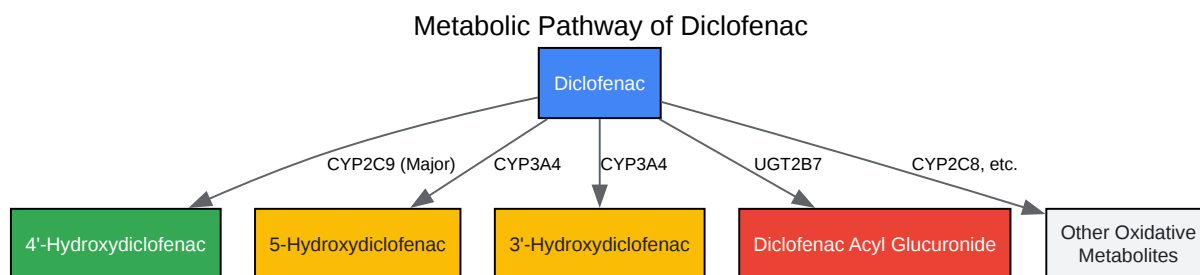 Metabolic Pathway of Diclofenac
Diclofenac
CYP2C9 (Major)
CYP3A4
CYP3A4
UGT2B7
CYP2C8, etc.
4'-Hydroxydiclofenac
5-Hydroxydiclofenac
3'-Hydroxydiclofenac
Diclofenac Acyl Glucuronide
Other Oxidative
Metabolites